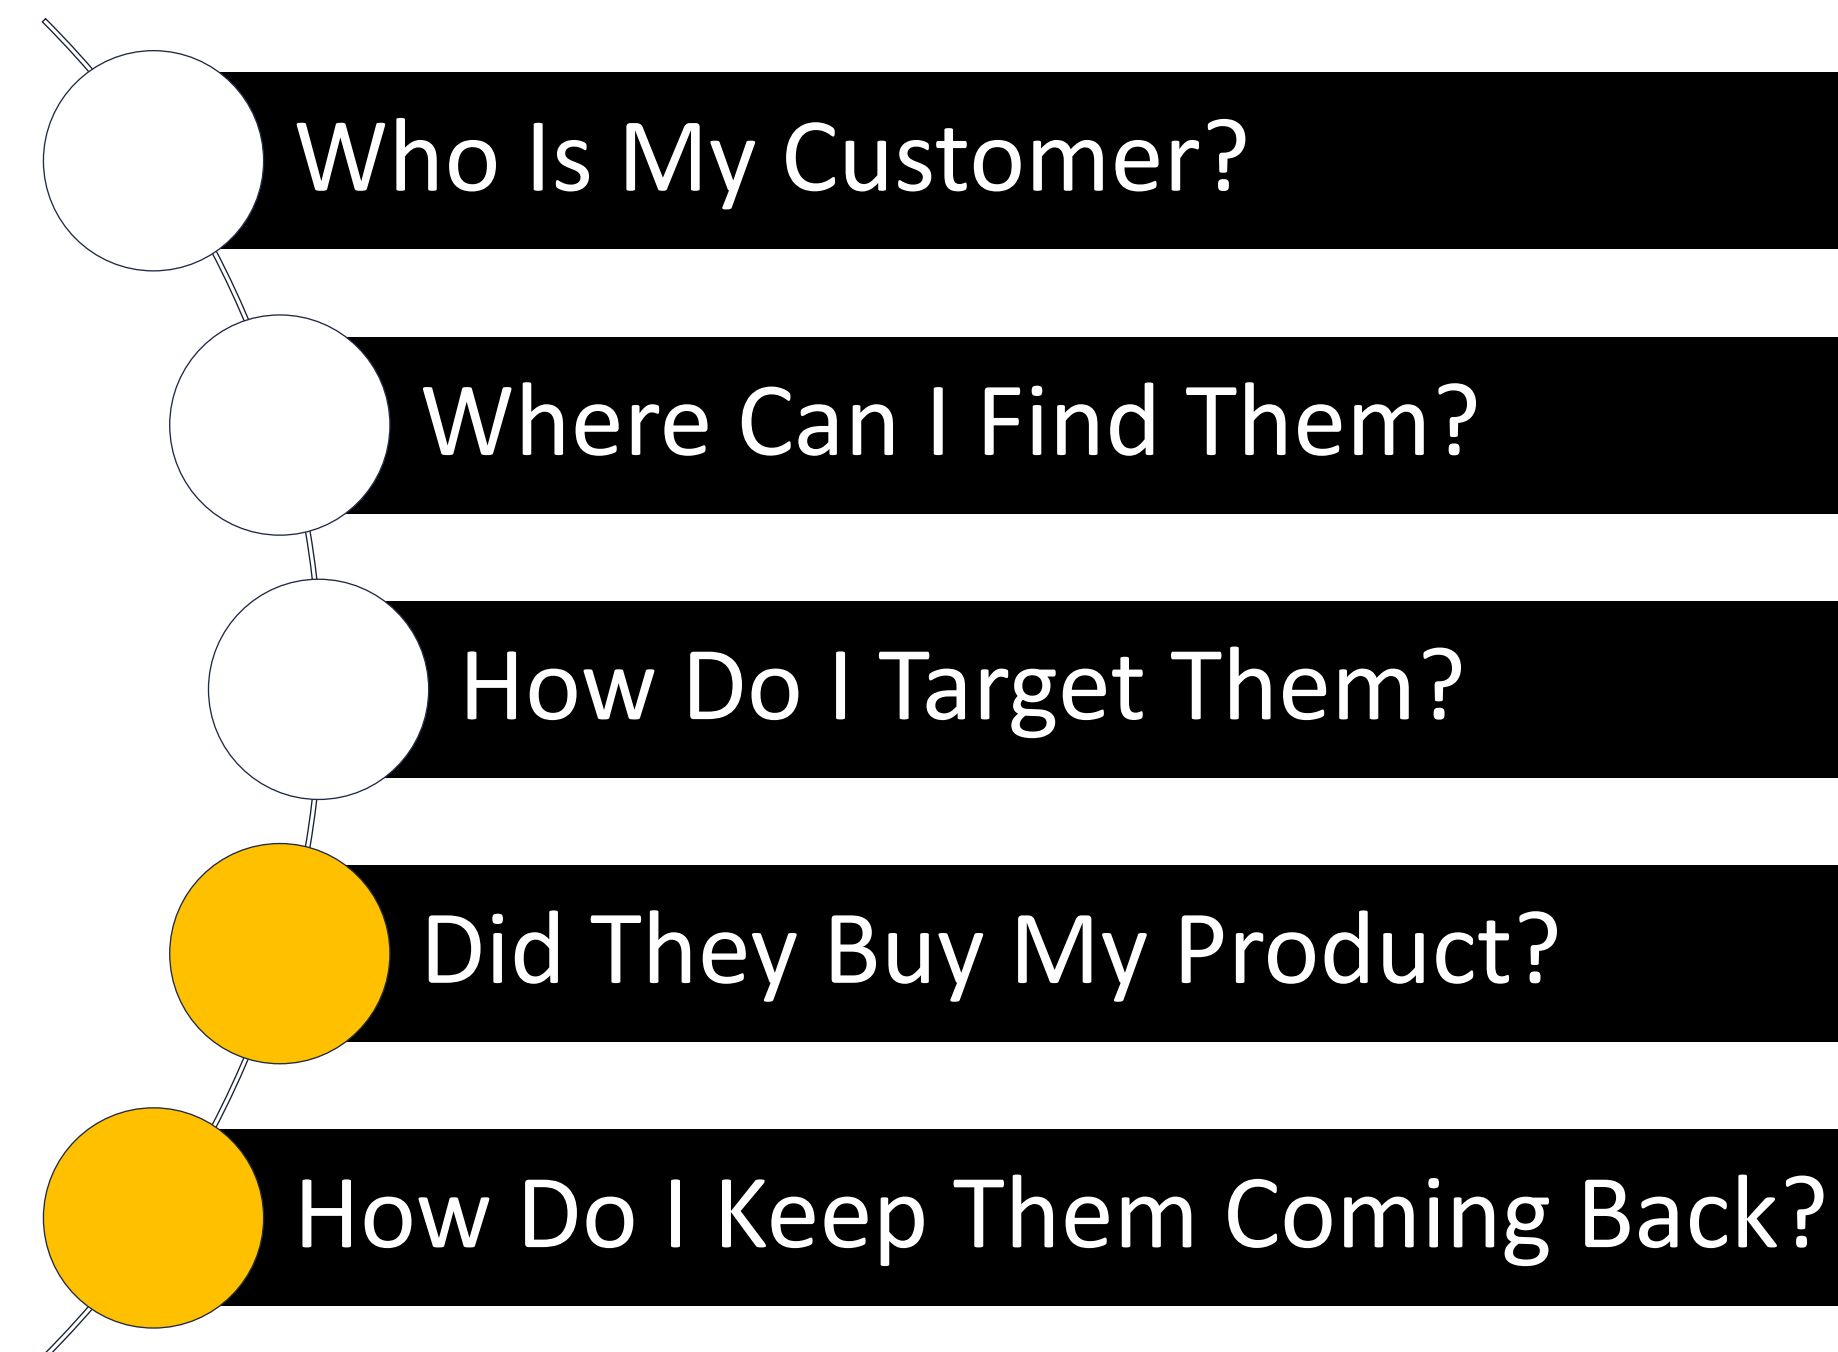 Who Is My Customer?
Where Can I Find Them?
How Do I Target Them?
Did They Buy My Product?
How Do I Keep Them Coming Back?